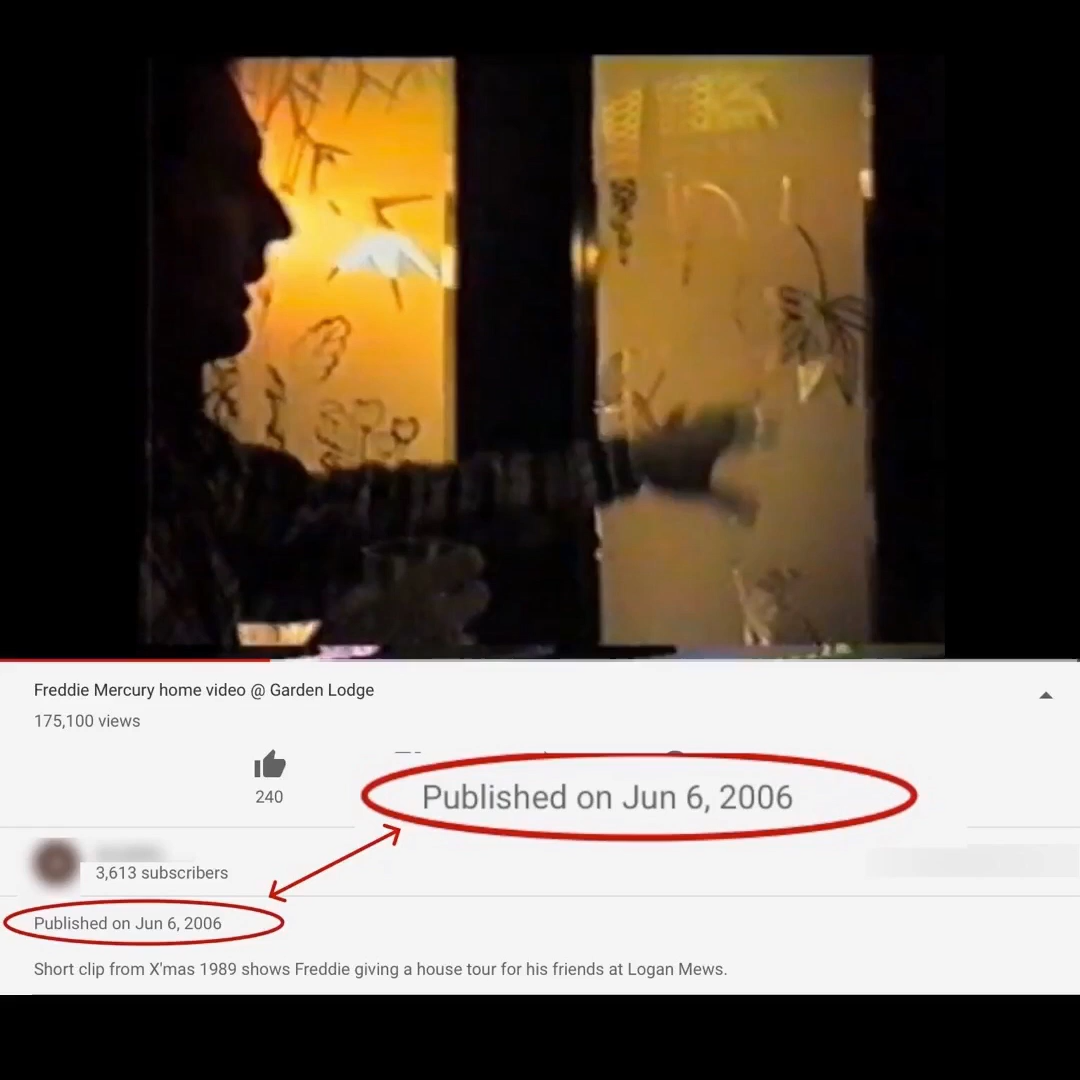 Freddie Mercury home video @ Garden Lodge
175,100 views
240
Published on Jun 6, 2006
3,613 subscribers
Published on Jun 6, 2006
Short clip from X'mas 1989 shows Freddie giving a house tour for his friends at Logan Mews.